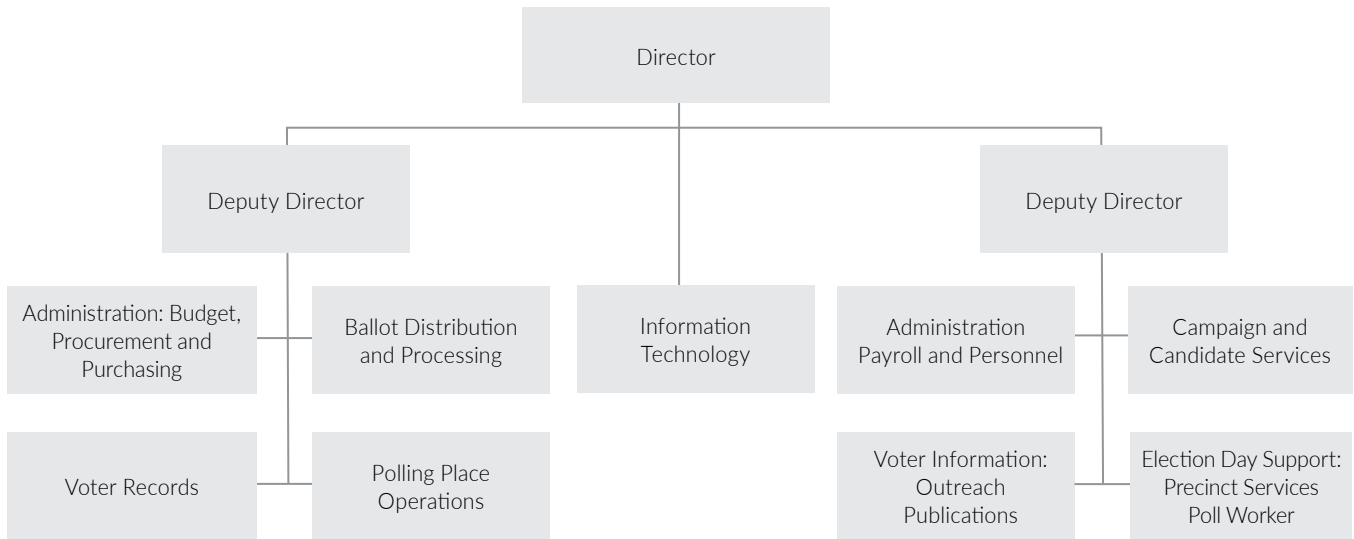 Director
Deputy Director
Deputy Director
Administration: Budget,
Procurement and
Purchasing
Ballot Distribution
and Processing
Information
Technology
Administration
Payroll and Personnel
Campaign and
Candidate Services
Voter Records
Polling Place
Operations
Voter Information:
Outreach
Publications
Election Day Support:
Precinct Services
Poll Worker